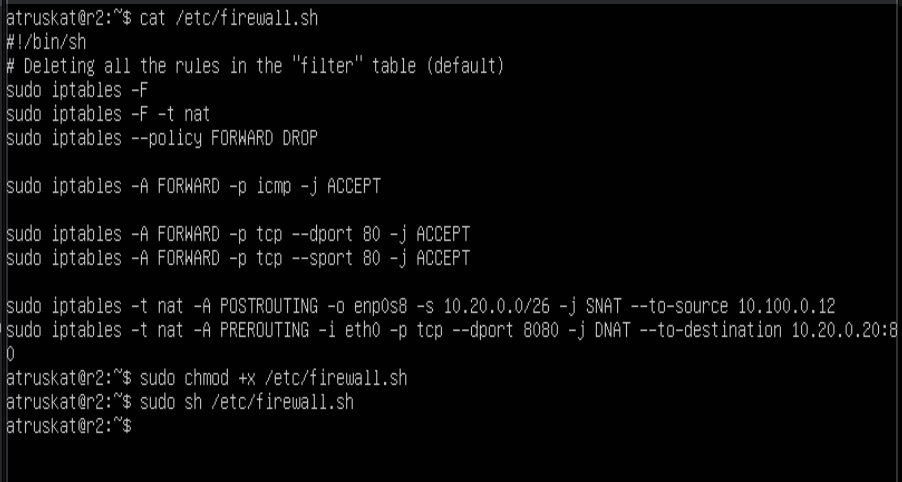 atruskat@r2:~$ cat /etc/firewall.sh
#!/bin/sh
# Deleting all the rules in the "filter" table (default)
sudo iptables -F
sudo iptables -F -t nat
sudo iptables --policy FORWARD DROP
sudo iptables -A FORWARD -p icmp -j ACCEPT
sudo iptables -A FORWARD -p tcp --dport 80 -j ACCEPT
sudo iptables -A FORWARD -p tcp --sport 80 -j ACCEPT
sudo iptables -t nat -A POSTROUTING -o enp0s8 -s 10.20.0.0/26 -j SNAT --to-source 10.100.0.12
sudo iptables -t nat -A PREROUTING -i eth0 -p tcp --dport 8080 -j DNAT --to-destination 10.20.0.20:8
0
atruskat@r2:~$ sudo chmod +x /etc/firewall.sh
atruskat@r2:~$ sudo sh /etc/firewall.sh
atruskat@r2:~$